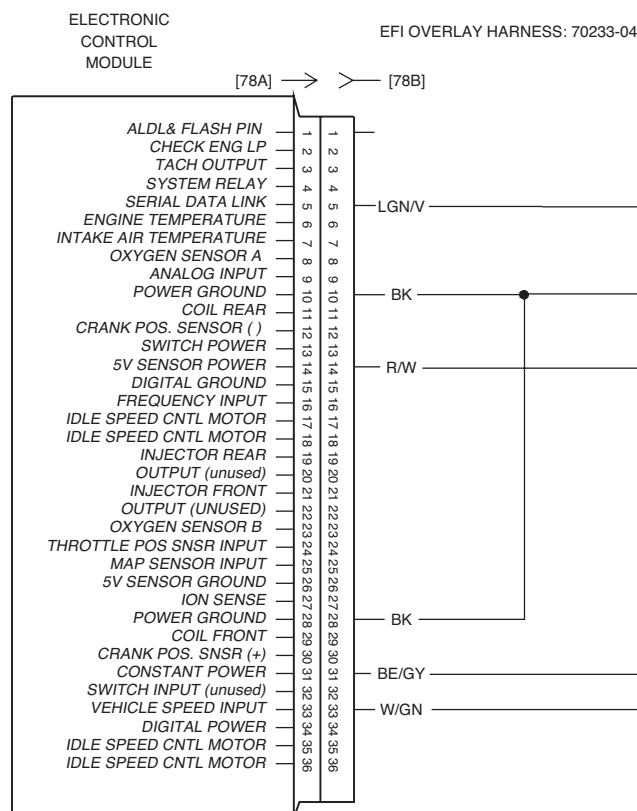 ELECTRONIC
CONTROL
MODULE
EFI OVERLAY HARNESS: 70233-04
[78A] [78B]
ALDL& FLASH PIN 1 1
CHECK ENG LP 2 2
TACH OUTPUT 3 3
SYSTEM RELAY 4 4
SERIAL DATA LINK 5 5 LGN/V
ENGINE TEMPERATURE 6 6
INTAKE AIR TEMPERATURE 7 7
OXYGEN SENSOR A 8 8
ANALOG INPUT 9 9
POWER GROUND 10 10 BK
COIL REAR 11 11
CRANK POS. SENSOR ( ) 12 12
SWITCH POWER 13 13
5V SENSOR POWER 14 14 R/W
DIGITAL GROUND 15 15
FREQUENCY INPUT 16 16
IDLE SPEED CNTL MOTOR 17 17
IDLE SPEED CNTL MOTOR 18 18
INJECTOR REAR 19 19
OUTPUT (unused) 20 20
INJECTOR FRONT 21 21
OUTPUT (UNUSED) 22 22
OXYGEN SENSOR B 23 23
THROTTLE POS SNSR INPUT 24 24
MAP SENSOR INPUT 25 25
5V SENSOR GROUND 26 26
ION SENSE 27 27
POWER GROUND 28 28 BK
COIL FRONT 29 29
CRANK POS. SNSR (+) 30 30
CONSTANT POWER 31 31 BE/GY
SWITCH INPUT (unused) 32 32
VEHICLE SPEED INPUT 33 33 W/GN
DIGITAL POWER 34 34
IDLE SPEED CNTL MOTOR 35 35
IDLE SPEED CNTL MOTOR 36 36